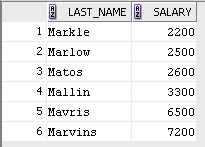 LAST_NAME SALARY
1 Markle 2200
2 Marlow 2500
3 Matos 2600
4 Mallin 3300
5 Mavris 6500
6 Marvins 7200